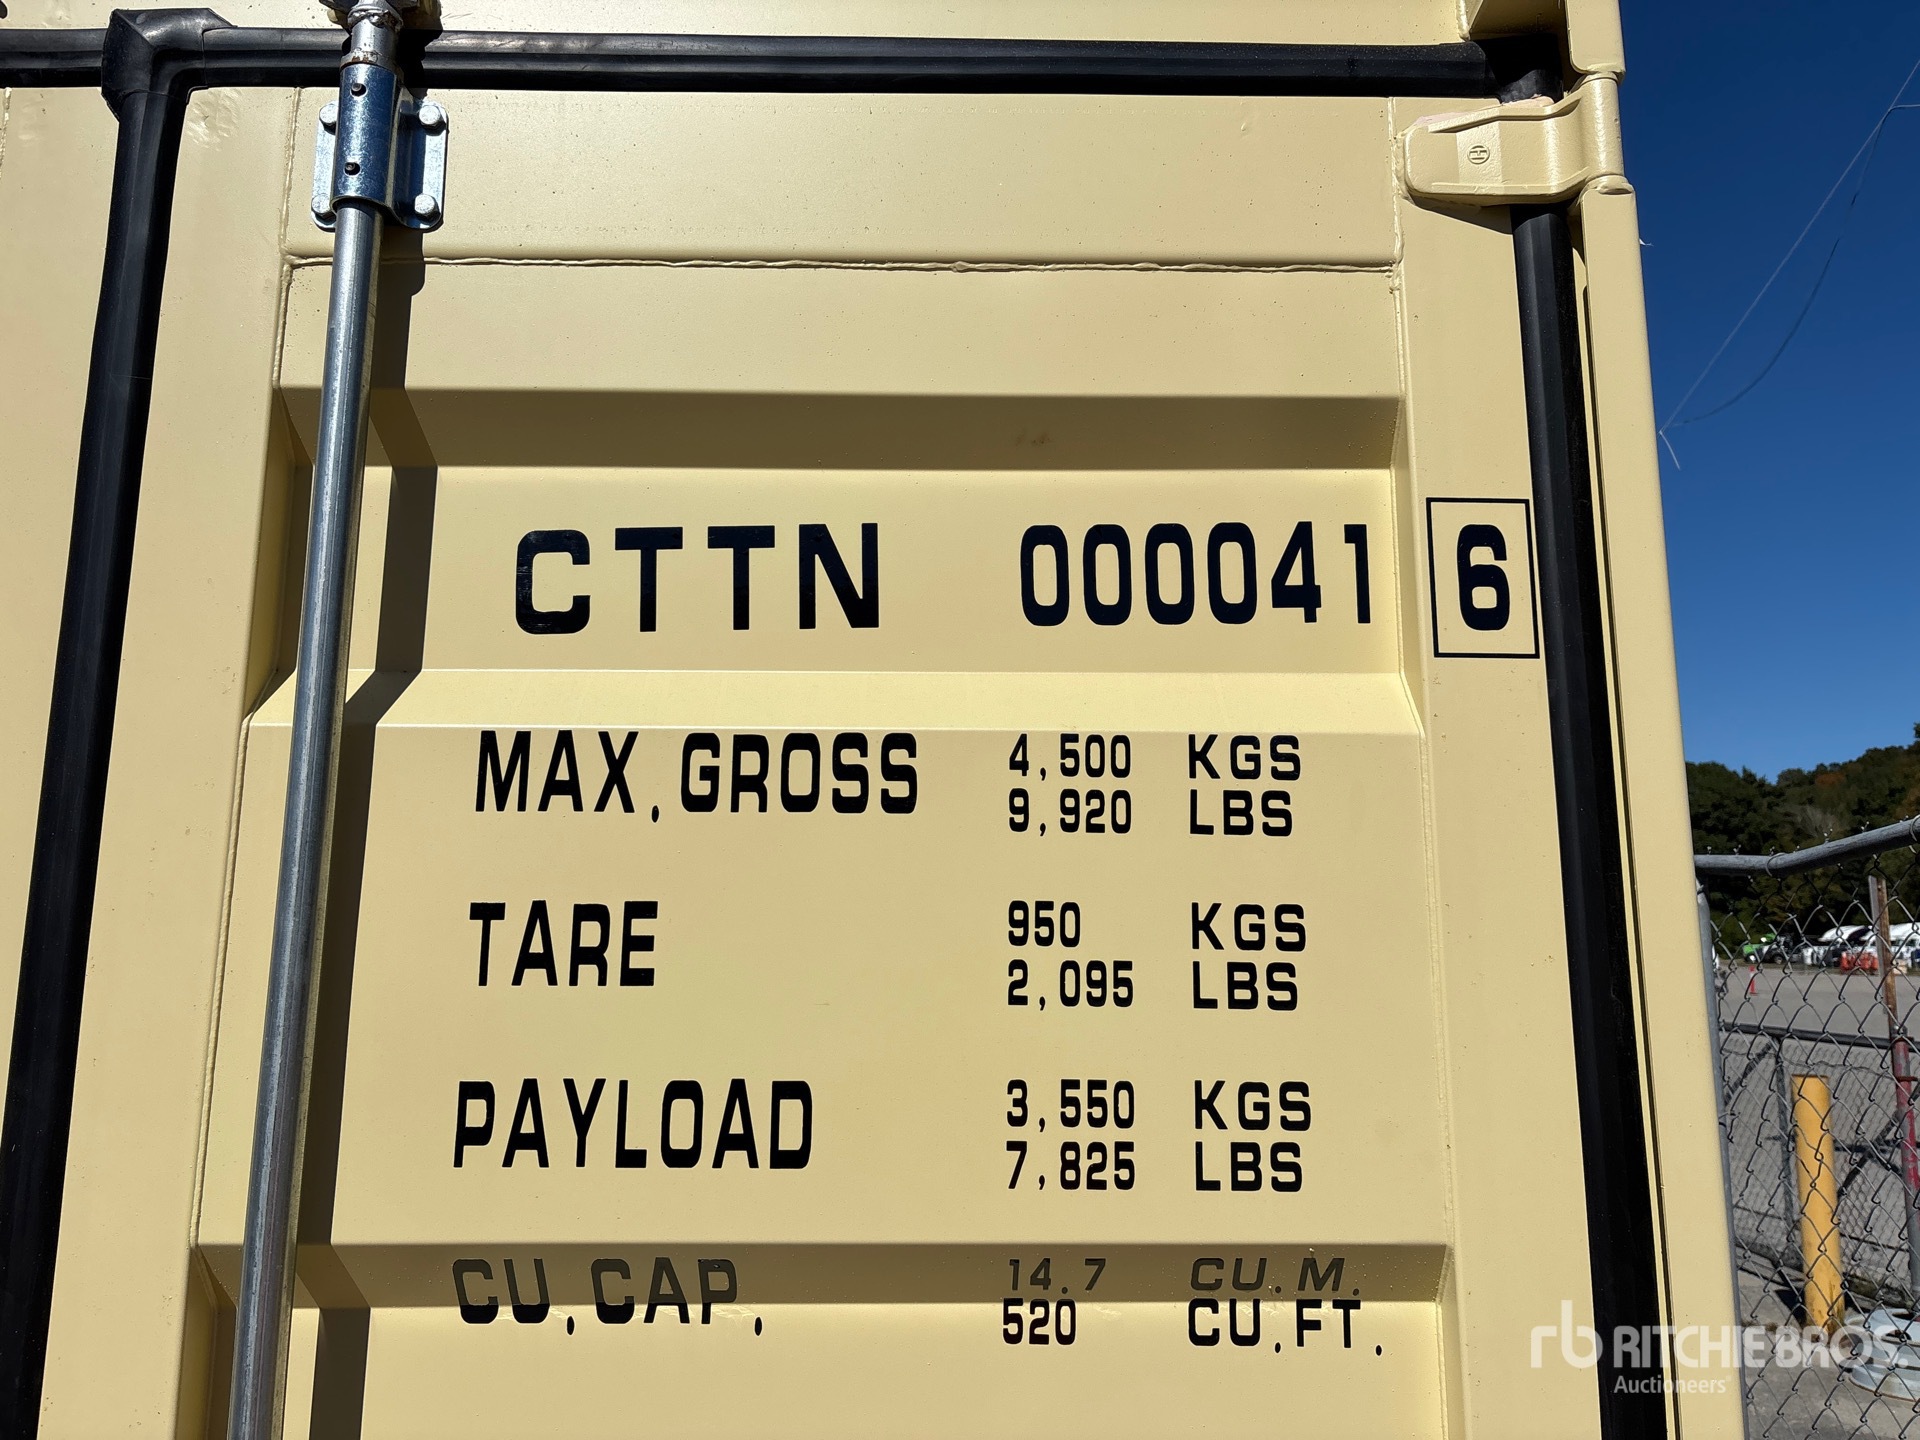 CTTN 000041 6
MAX.GROSS 4,500 KGS
9,920 LBS
TARE 950 KGS
2,095 LBS
PAYLOAD 3,550 KGS
7,825 LBS
CU.CAP. 14.7 CU.M.
520 CU.FT.
rb RITCHIE BROS.
Auctioneers